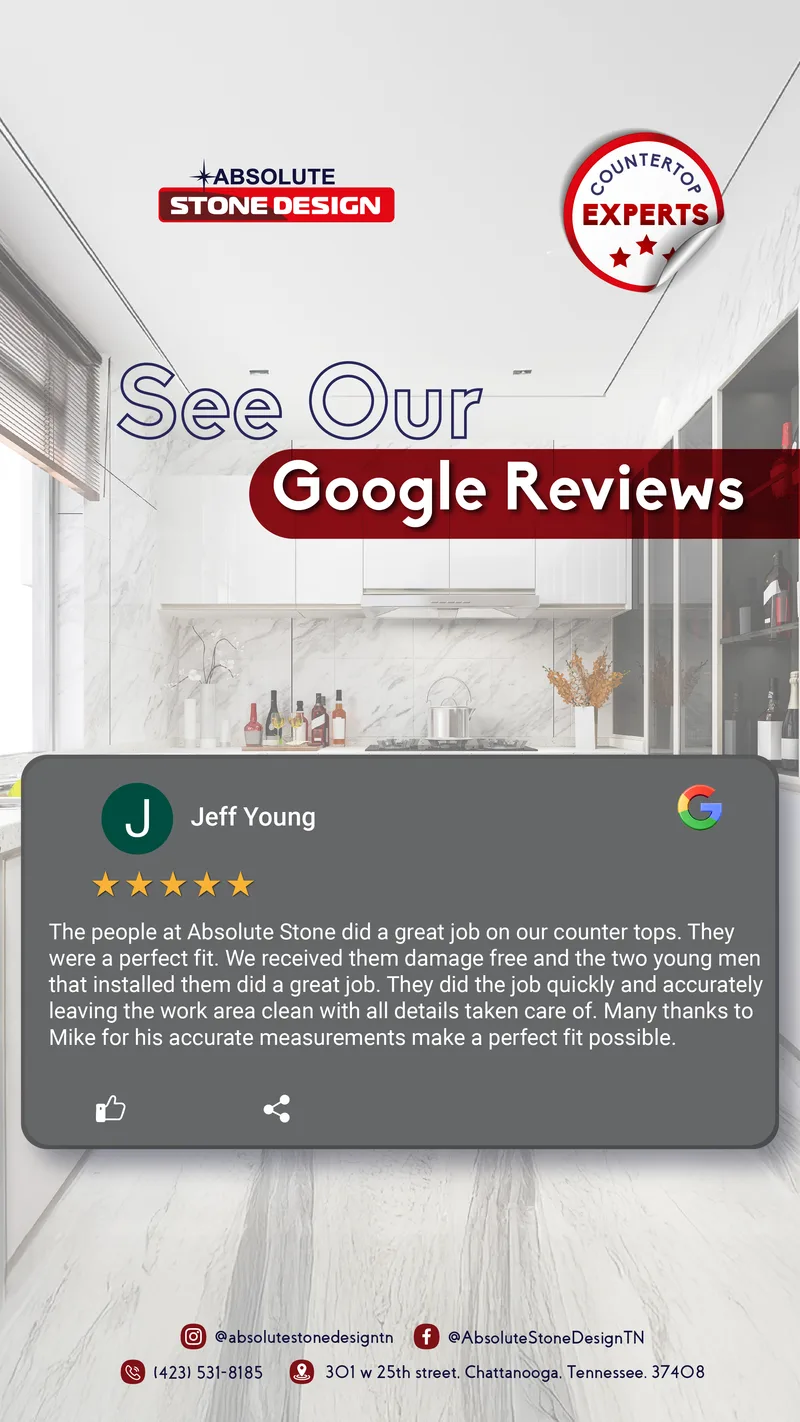 ABSOLUTE
STONE DESIGN
COUNTERTOP
EXPERTS
See Our
Google Reviews
J
Jeff Young
G
The people at Absolute Stone did a great job on our counter tops. They
were a perfect fit. We received them damage free and the two young men
that installed them did a great job. They did the job quickly and accurately
leaving the work area clean with all details taken care of. Many thanks to
Mike for his accurate measurements make a perfect fit possible.
@absolutestonedesigntn
@AbsoluteStoneDesignTN
(423) 531-8185
301 w 25th street. Chattanooga. Tennessee. 37408